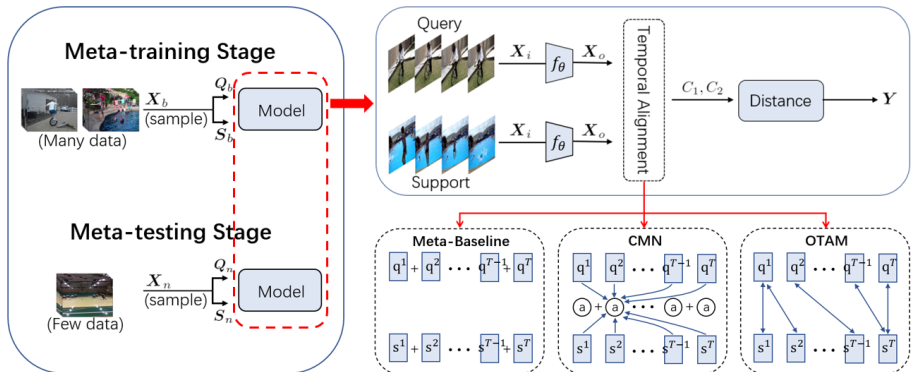 Meta-training Stage
X_b
(sample)
Q_b
S_b
Model
(Many data)
Meta-testing Stage
X_n
(sample)
Q_n
S_n
Model
(Few data)
Query
X_i
f_θ
X_o
Support
X_i
f_θ
X_o
Temporal Alignment
C_1, C_2
Distance
Y
Meta-Baseline
q^1 + q^2 ··· q^{T-1} + q^T
s^1 + s^2 ··· s^{T-1} + s^T
CMN
q^1 q^2 ··· q^{T-1} q^T
a + a ··· a + a
s^1 s^2 ··· s^{T-1} s^T
OTAM
q^1 q^2 ··· q^{T-1} q^T
s^1 s^2 ··· s^{T-1} s^T